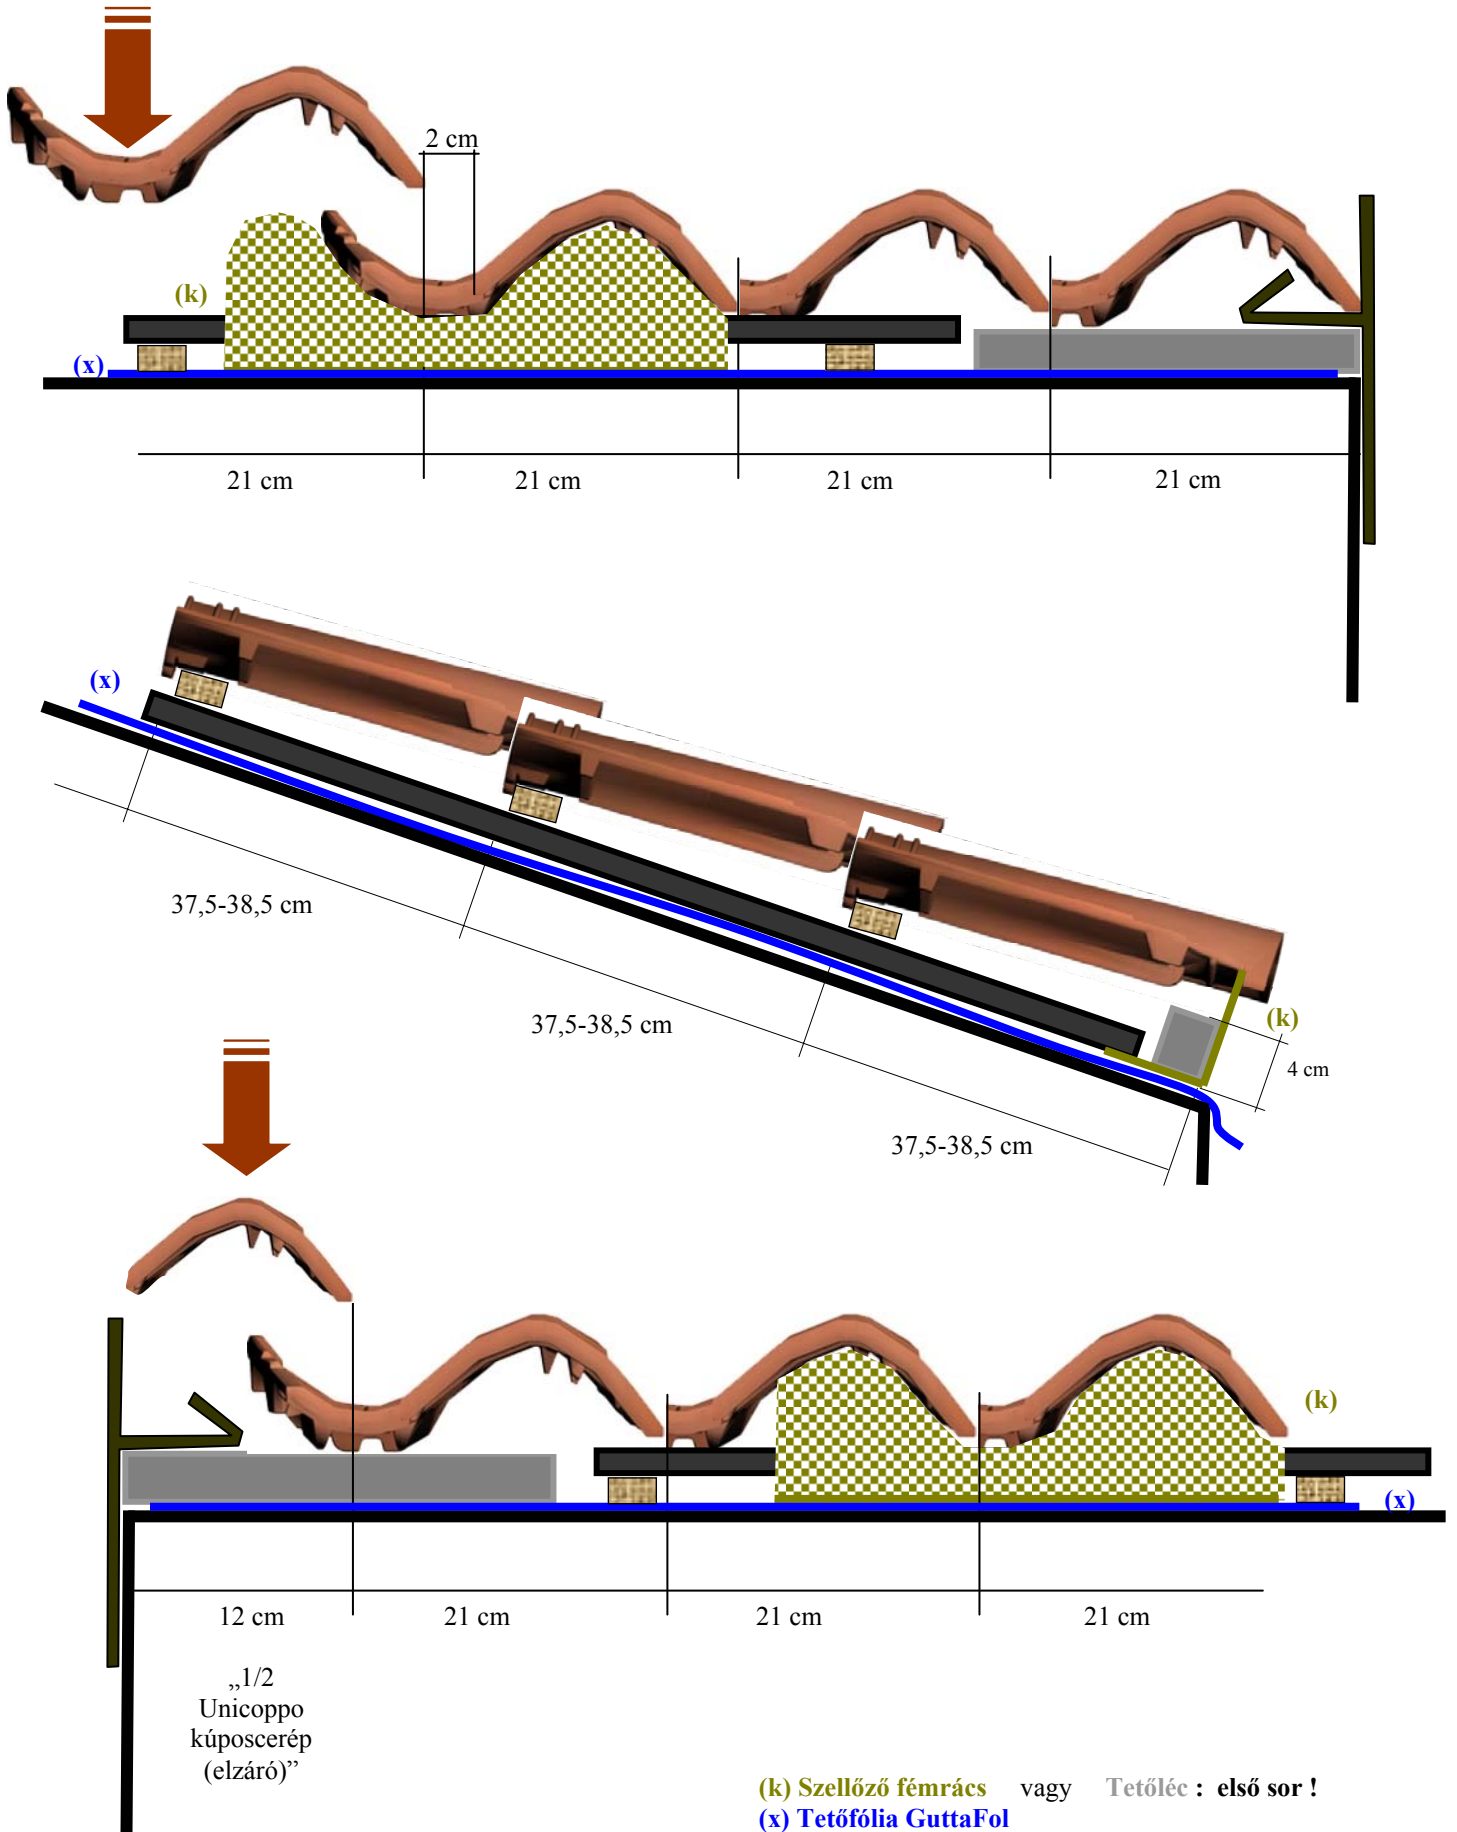 2 cm
(k)
(x)
21 cm
21 cm
21 cm
21 cm
(x)
37,5-38,5 cm
37,5-38,5 cm
(k)
4 cm
37,5-38,5 cm
(k)
(x)
12 cm
21 cm
21 cm
21 cm
„1/2
Unicoppo
kúposcerép
(elzáró)”
(k) Szellőző fémrács vagy Tetőléc : első sor !
(x) Tetőfólia GuttaFol